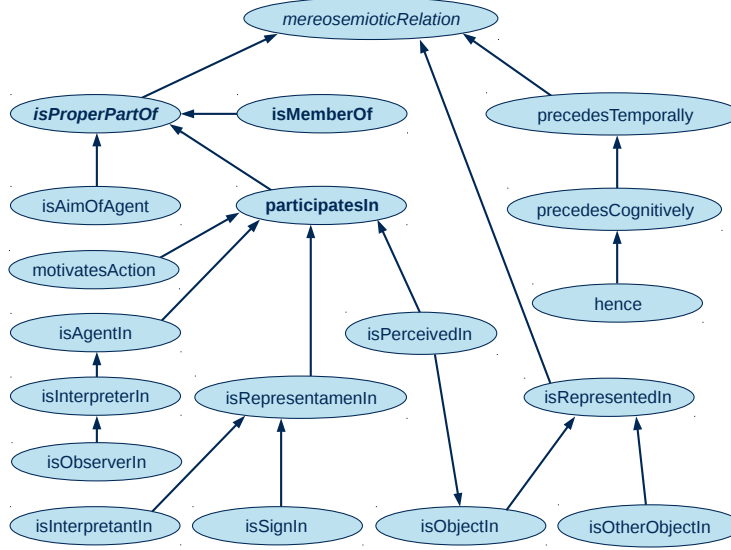 mereosemioticRelation
isProperPartOf
isMemberOf
precedesTemporally
isAimOfAgent
participatesIn
precedesCognitively
motivatesAction
hence
isAgentIn
isPerceivedIn
isInterpreterIn
isRepresentamenIn
isRepresentedIn
isObserverIn
isInterpretantIn
isSignIn
isObjectIn
isOtherObjectIn